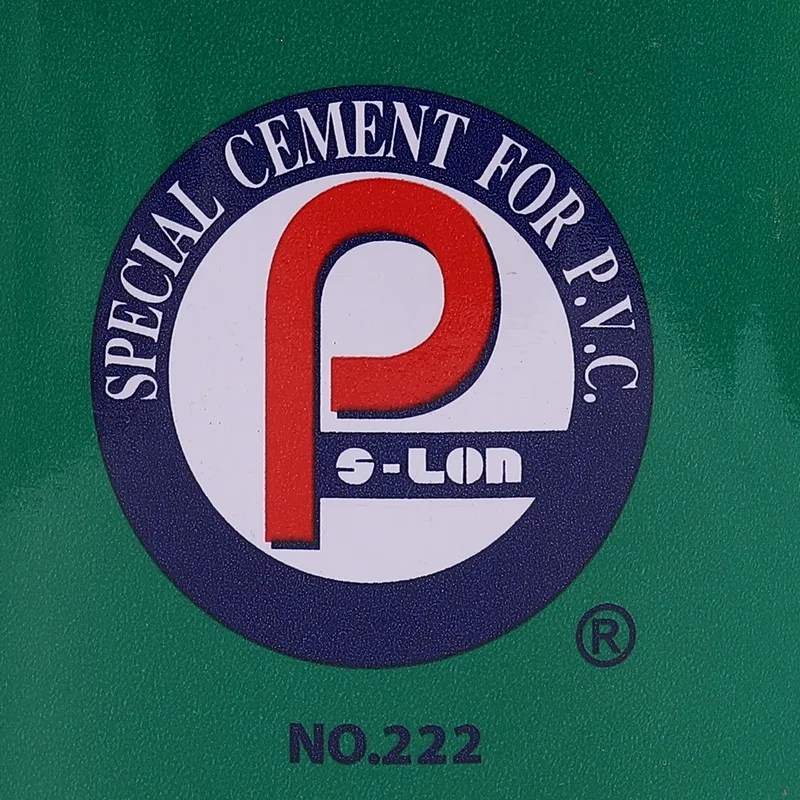 SPECIAL CEMENT FOR P.V.C.
P
S-LON
®
NO.222